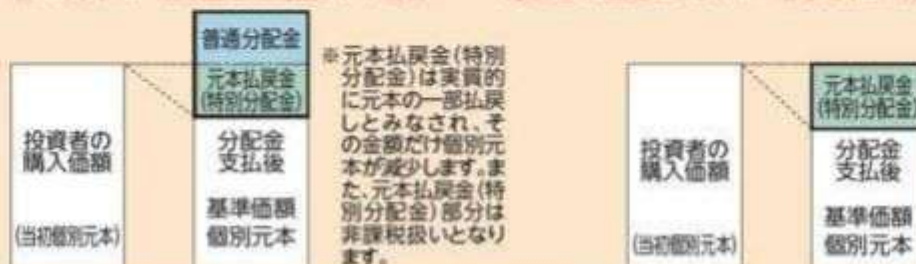 普通分配金
元本払戻金
(特別分配金)
投資者の
購入価額
(当初個別元本)
分配金
支払後
基準価額
個別元本
※元本払戻金(特別
分配金)は実質的
に元本の一部払戻
しとみなされ、そ
の金額だけ個別元
本が減少します。ま
た、元本払戻金(特
別分配金)部分は
非課税扱いとなり
ます。
元本払戻金
(特別分配金)
投資者の
購入価額
(当初個別元本)
分配金
支払後
基準価額
個別元本